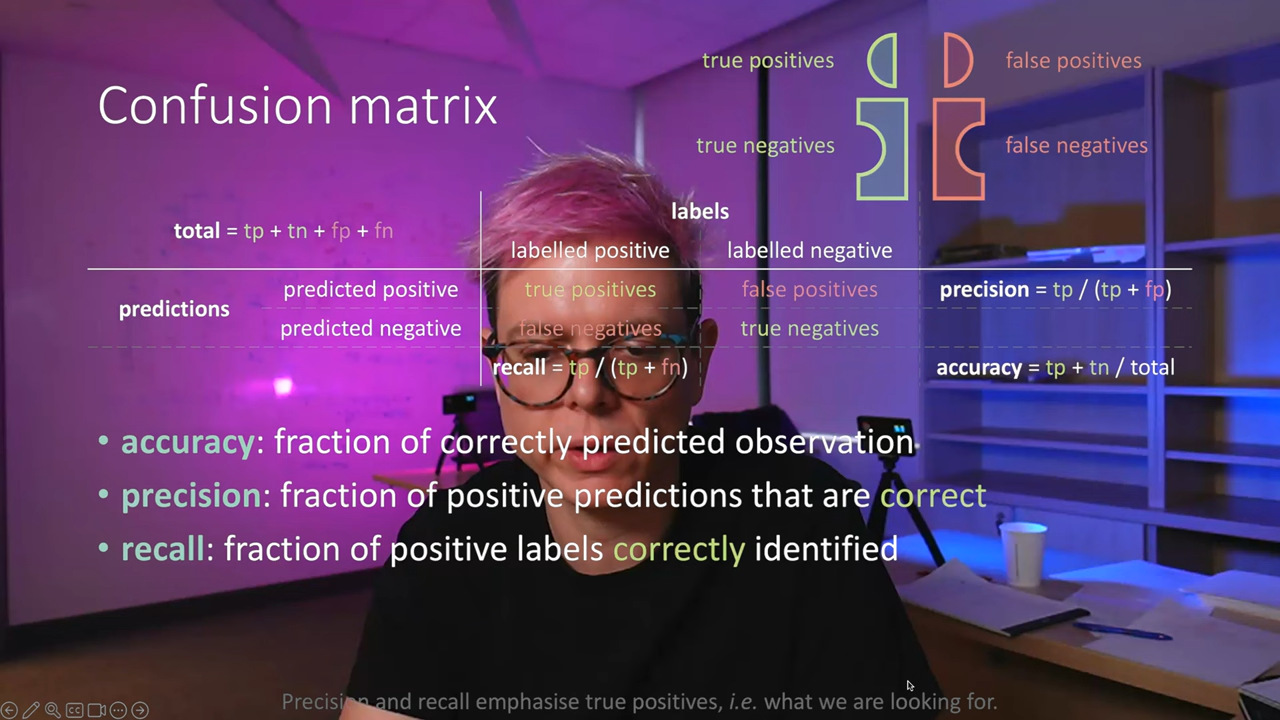 true positives false positives
Confusion matrix
true negatives false negatives
labels
total = tp + tn + fp + fn
labelled positive labelled negative
predicted positive true positives false positives precision = tp / (tp + fp)
predictions
predicted negative false negatives true negatives
recall = tp / (tp + fn) accuracy = tp + tn / total
• accuracy: fraction of correctly predicted observation
• precision: fraction of positive predictions that are correct
• recall: fraction of positive labels correctly identified
Precision and recall emphasise true positives, i.e. what we are looking for.